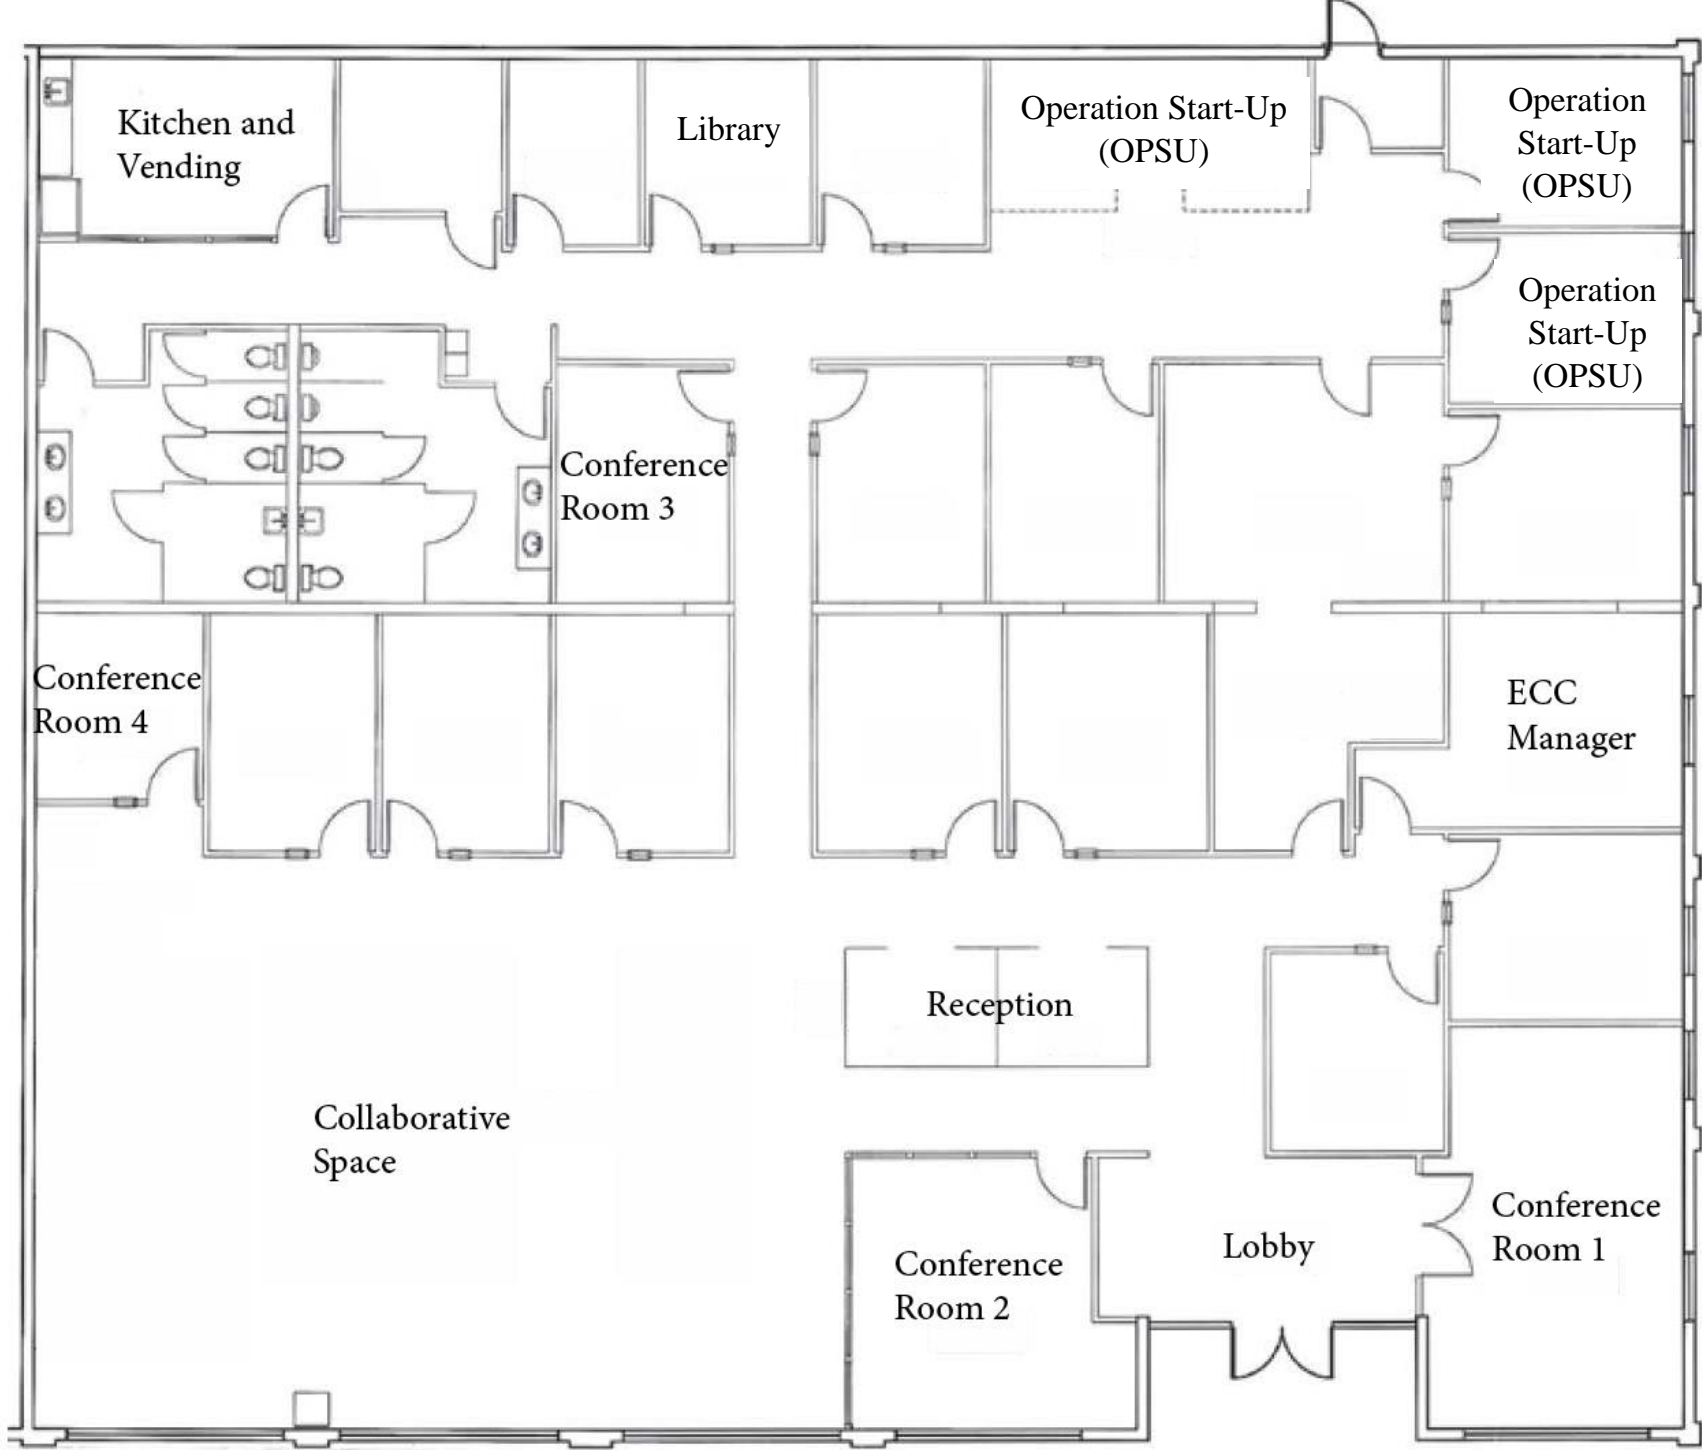 Kitchen and
Vending
Library
Operation Start-Up
(OPSU)
Operation
Start-Up
(OPSU)
Operation
Start-Up
(OPSU)
Conference
Room 3
Conference
Room 4
ECC
Manager
Reception
Collaborative
Space
Conference
Room 2
Lobby
Conference
Room 1